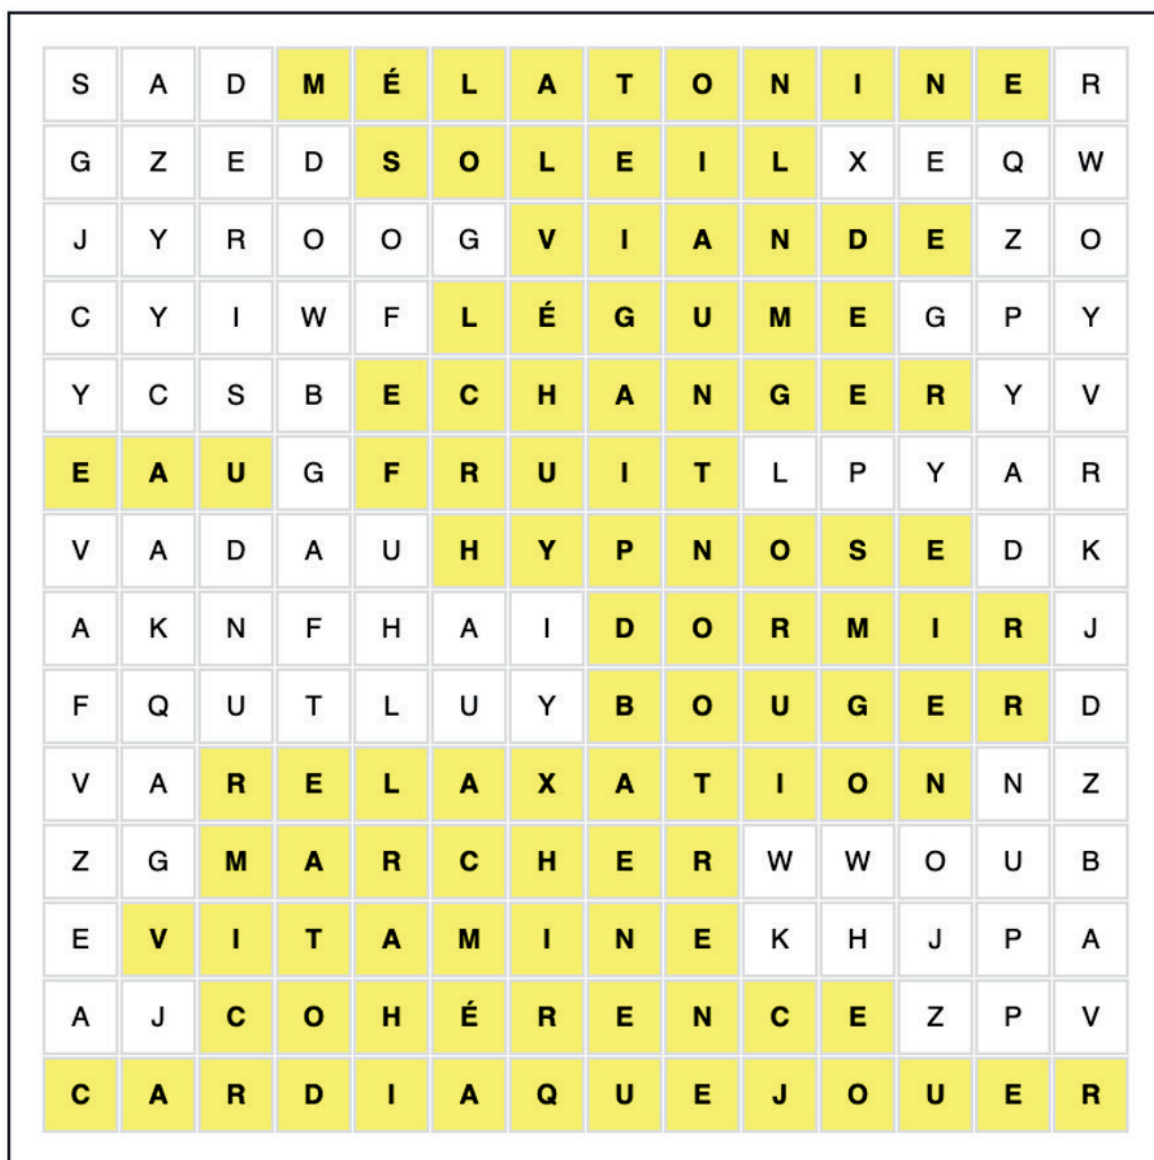 S A D M É L A T O N I N E R
G Z E D S O L E I L X E Q W
J Y R O O G V I A N D E Z O
C Y I W F L É G U M E G P Y
Y C S B E C H A N G E R Y V
E A U G F R U I T L P Y A R
V A D A U H Y P N O S E D K
A K N F H A I D O R M I R J
F Q U T L U Y B O U G E R D
V A R E L A X A T I O N N Z
Z G M A R C H E R W W O U B
E V I T A M I N E K H J P A
A J C O H É R E N C E Z P V
C A R D I A Q U E J O U E R